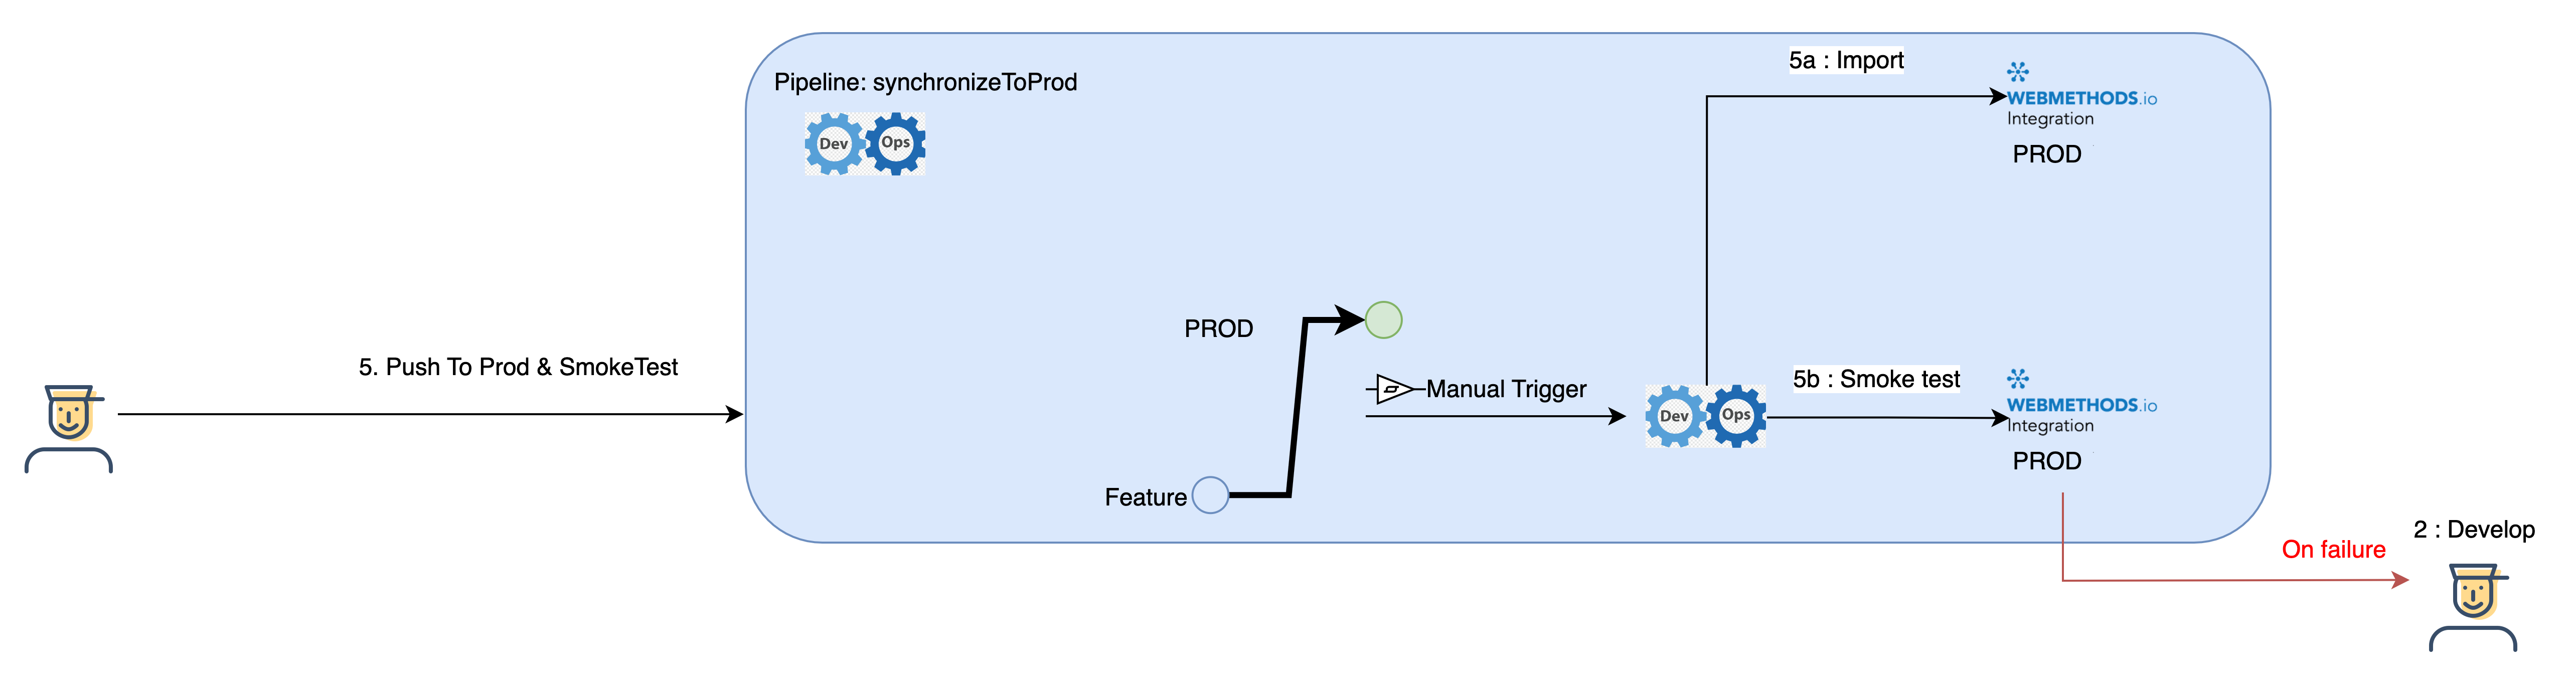 Pipeline: synchronizeToProd
Dev Ops
5a : Import
WEBMETHODS.io
Integration
PROD
PROD
5. Push To Prod & SmokeTest
Manual Trigger
Dev Ops
5b : Smoke test
WEBMETHODS.io
Integration
PROD
Feature
On failure
2 : Develop